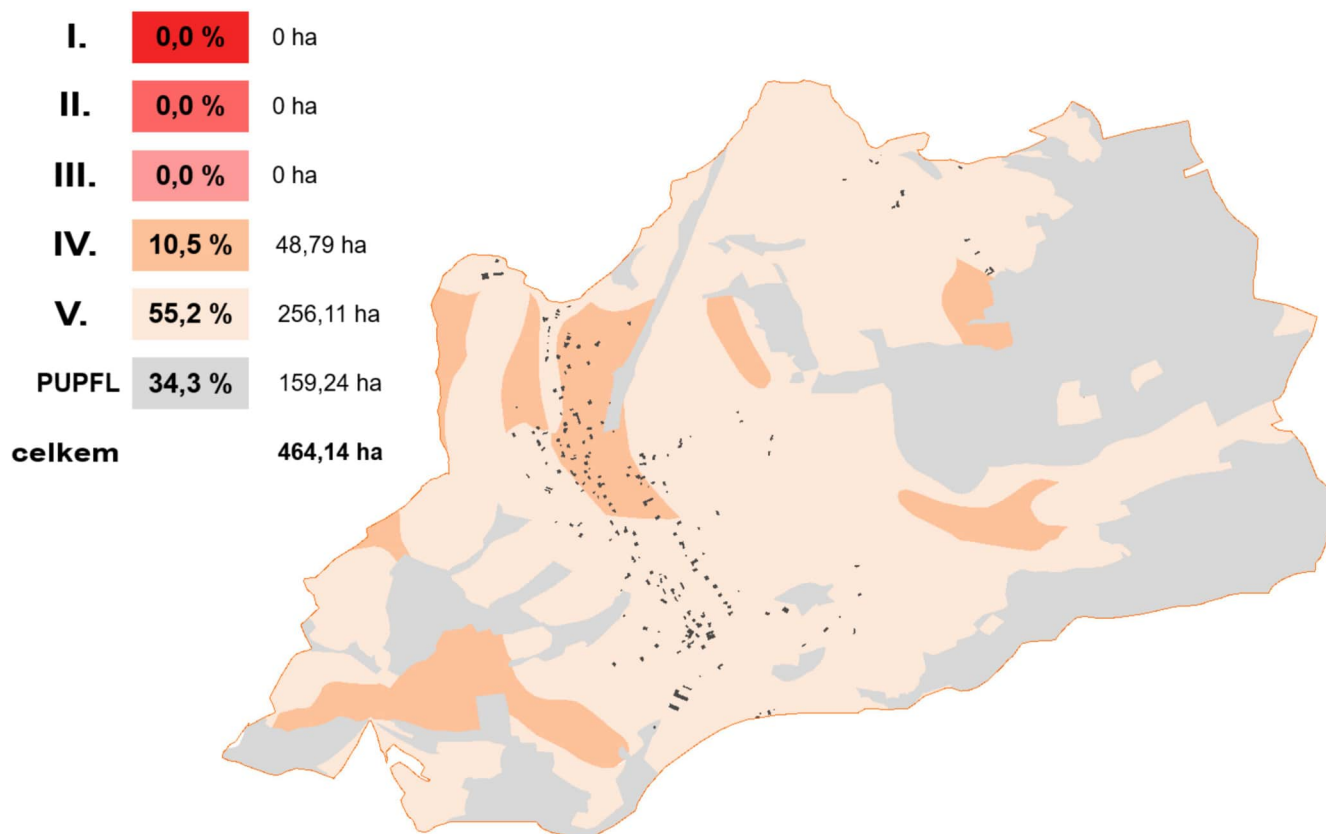 I. 0,0 % 0 ha
II. 0,0 % 0 ha
III. 0,0 % 0 ha
IV. 10,5 % 48,79 ha
V. 55,2 % 256,11 ha
PUPFL 34,3 % 159,24 ha
celkem 464,14 ha